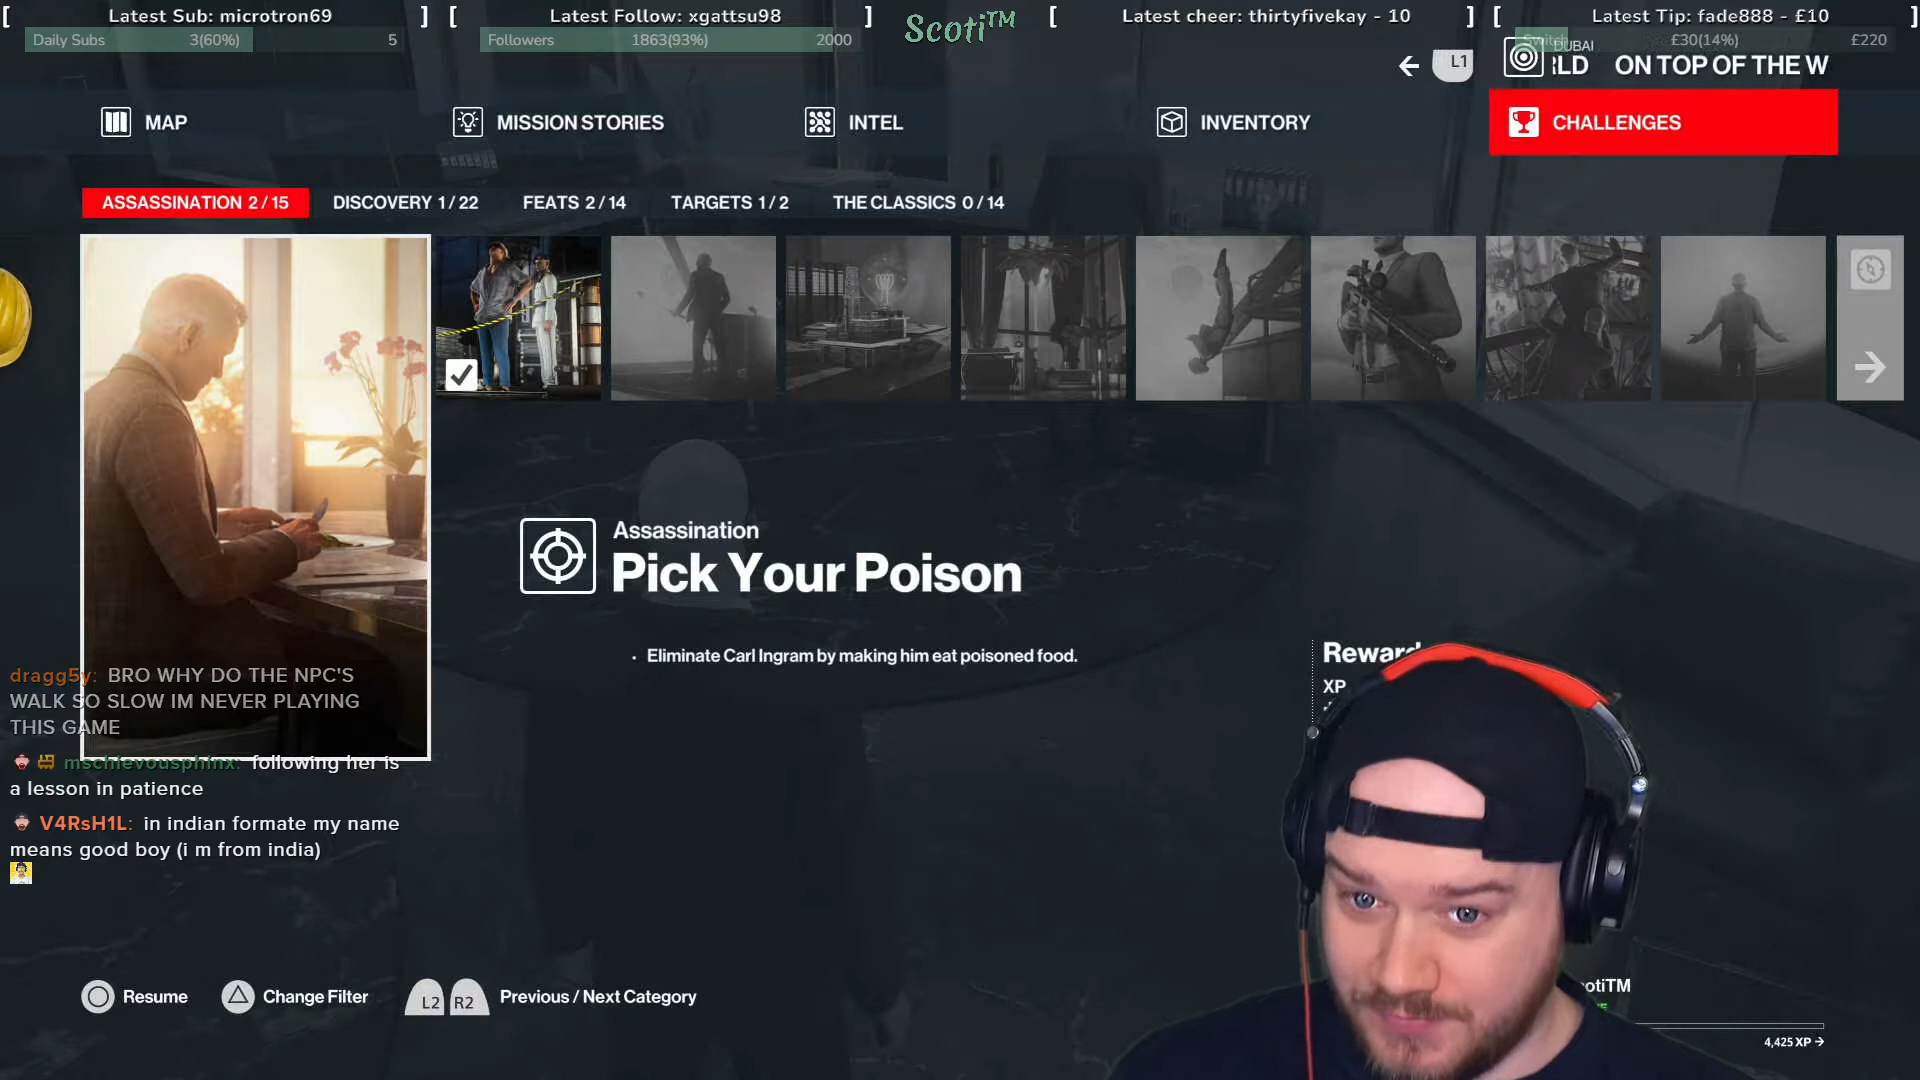 [ Latest Sub: microtron69 ]
[ Latest Follow: xgattsu98 ]
Scoti™
[ Latest cheer: thirtyfivekay - 10 ]
[ Latest Tip: fade888 - £10 ]
Daily Subs 3(60%) 5
Followers 1863(93%) 2000
Switch £30(14%) £220
L1
DUBAI
RLD ON TOP OF THE W
MAP
MISSION STORIES
INTEL
INVENTORY
CHALLENGES
ASSASSINATION 2 / 15
DISCOVERY 1 / 22
FEATS 2 / 14
TARGETS 1 / 2
THE CLASSICS 0 / 14
Assassination
Pick Your Poison
• Eliminate Carl Ingram by making him eat poisoned food.
Reward
XP
dragg5y: BRO WHY DO THE NPC'S
WALK SO SLOW IM NEVER PLAYING
THIS GAME
mschievousphinx: following her is
a lesson in patience
V4RsH1L: in indian formate my name
means good boy (i m from india)
Resume
Change Filter
L2 R2 Previous / Next Category
otiTM
4,425 XP